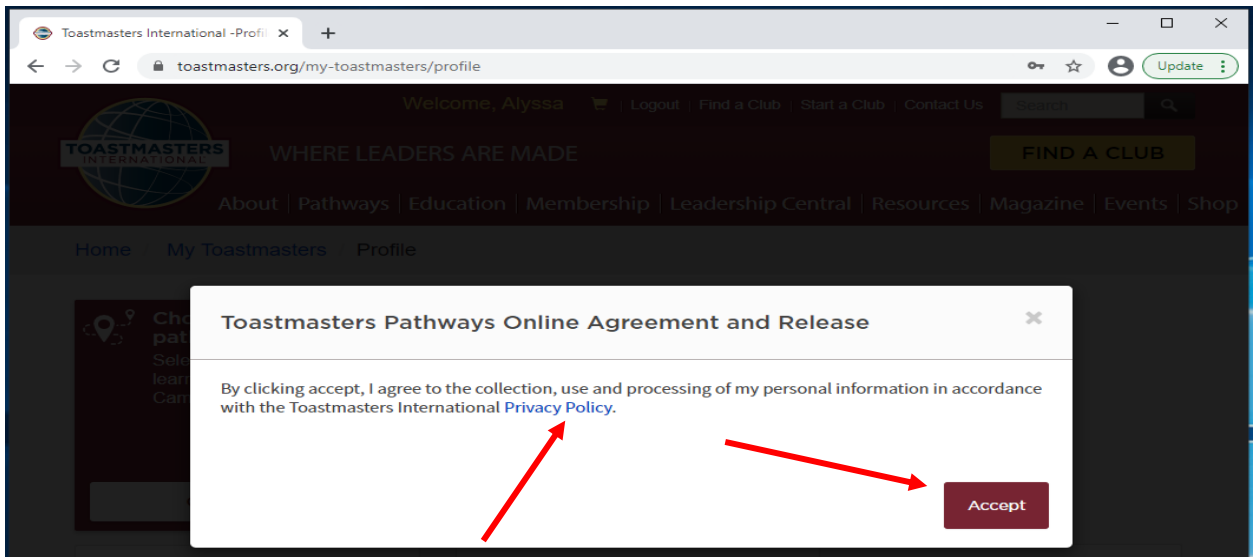 Toastmasters International -Profil
toastmasters.org/my-toastmasters/profile
Update
Welcome, Alyssa | Logout | Find a Club | Start a Club | Contact Us
Search
TOASTMASTERS
INTERNATIONAL
WHERE LEADERS ARE MADE
FIND A CLUB
About | Pathways | Education | Membership | Leadership Central | Resources | Magazine | Events | Shop
Home / My Toastmasters / Profile
Toastmasters Pathways Online Agreement and Release
By clicking accept, I agree to the collection, use and processing of my personal information in accordance
with the Toastmasters International Privacy Policy.
Accept